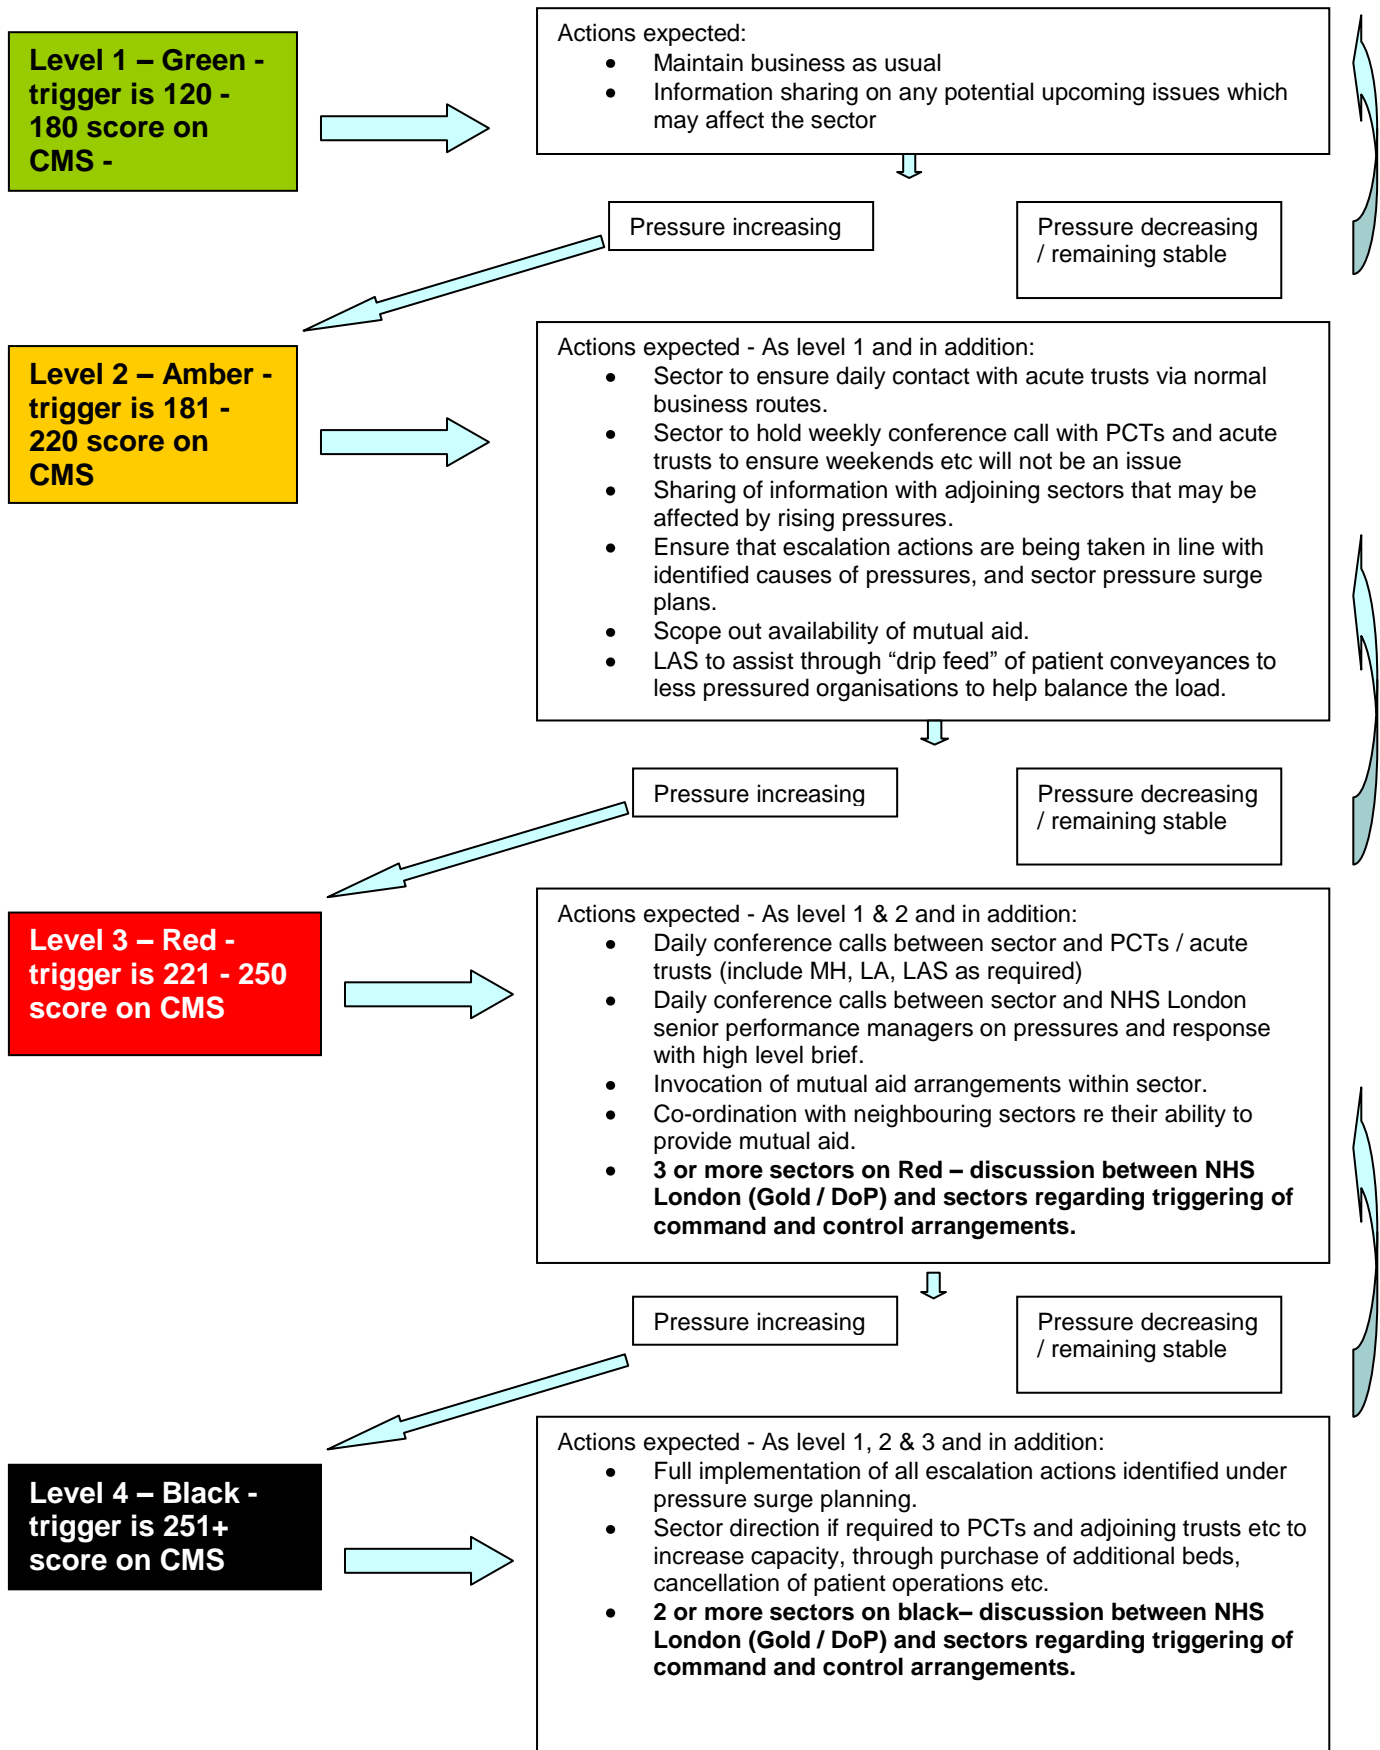 Level 1 – Green -
trigger is 120 -
180 score on
CMS -
Actions expected:
• Maintain business as usual
• Information sharing on any potential upcoming issues which
may affect the sector
Pressure increasing
Pressure decreasing
/ remaining stable
Level 2 – Amber -
trigger is 181 -
220 score on
CMS
Actions expected - As level 1 and in addition:
• Sector to ensure daily contact with acute trusts via normal
business routes.
• Sector to hold weekly conference call with PCTs and acute
trusts to ensure weekends etc will not be an issue
• Sharing of information with adjoining sectors that may be
affected by rising pressures.
• Ensure that escalation actions are being taken in line with
identified causes of pressures, and sector pressure surge
plans.
• Scope out availability of mutual aid.
• LAS to assist through “drip feed” of patient conveyances to
less pressured organisations to help balance the load.
Pressure increasing
Pressure decreasing
/ remaining stable
Level 3 – Red -
trigger is 221 - 250
score on CMS
Actions expected - As level 1 & 2 and in addition:
• Daily conference calls between sector and PCTs / acute
trusts (include MH, LA, LAS as required)
• Daily conference calls between sector and NHS London
senior performance managers on pressures and response
with high level brief.
• Invocation of mutual aid arrangements within sector.
• Co-ordination with neighbouring sectors re their ability to
provide mutual aid.
• 3 or more sectors on Red – discussion between NHS
London (Gold / DoP) and sectors regarding triggering of
command and control arrangements.
Pressure increasing
Pressure decreasing
/ remaining stable
Level 4 – Black -
trigger is 251+
score on CMS
Actions expected - As level 1, 2 & 3 and in addition:
• Full implementation of all escalation actions identified under
pressure surge planning.
• Sector direction if required to PCTs and adjoining trusts etc to
increase capacity, through purchase of additional beds,
cancellation of patient operations etc.
• 2 or more sectors on black– discussion between NHS
London (Gold / DoP) and sectors regarding triggering of
command and control arrangements.